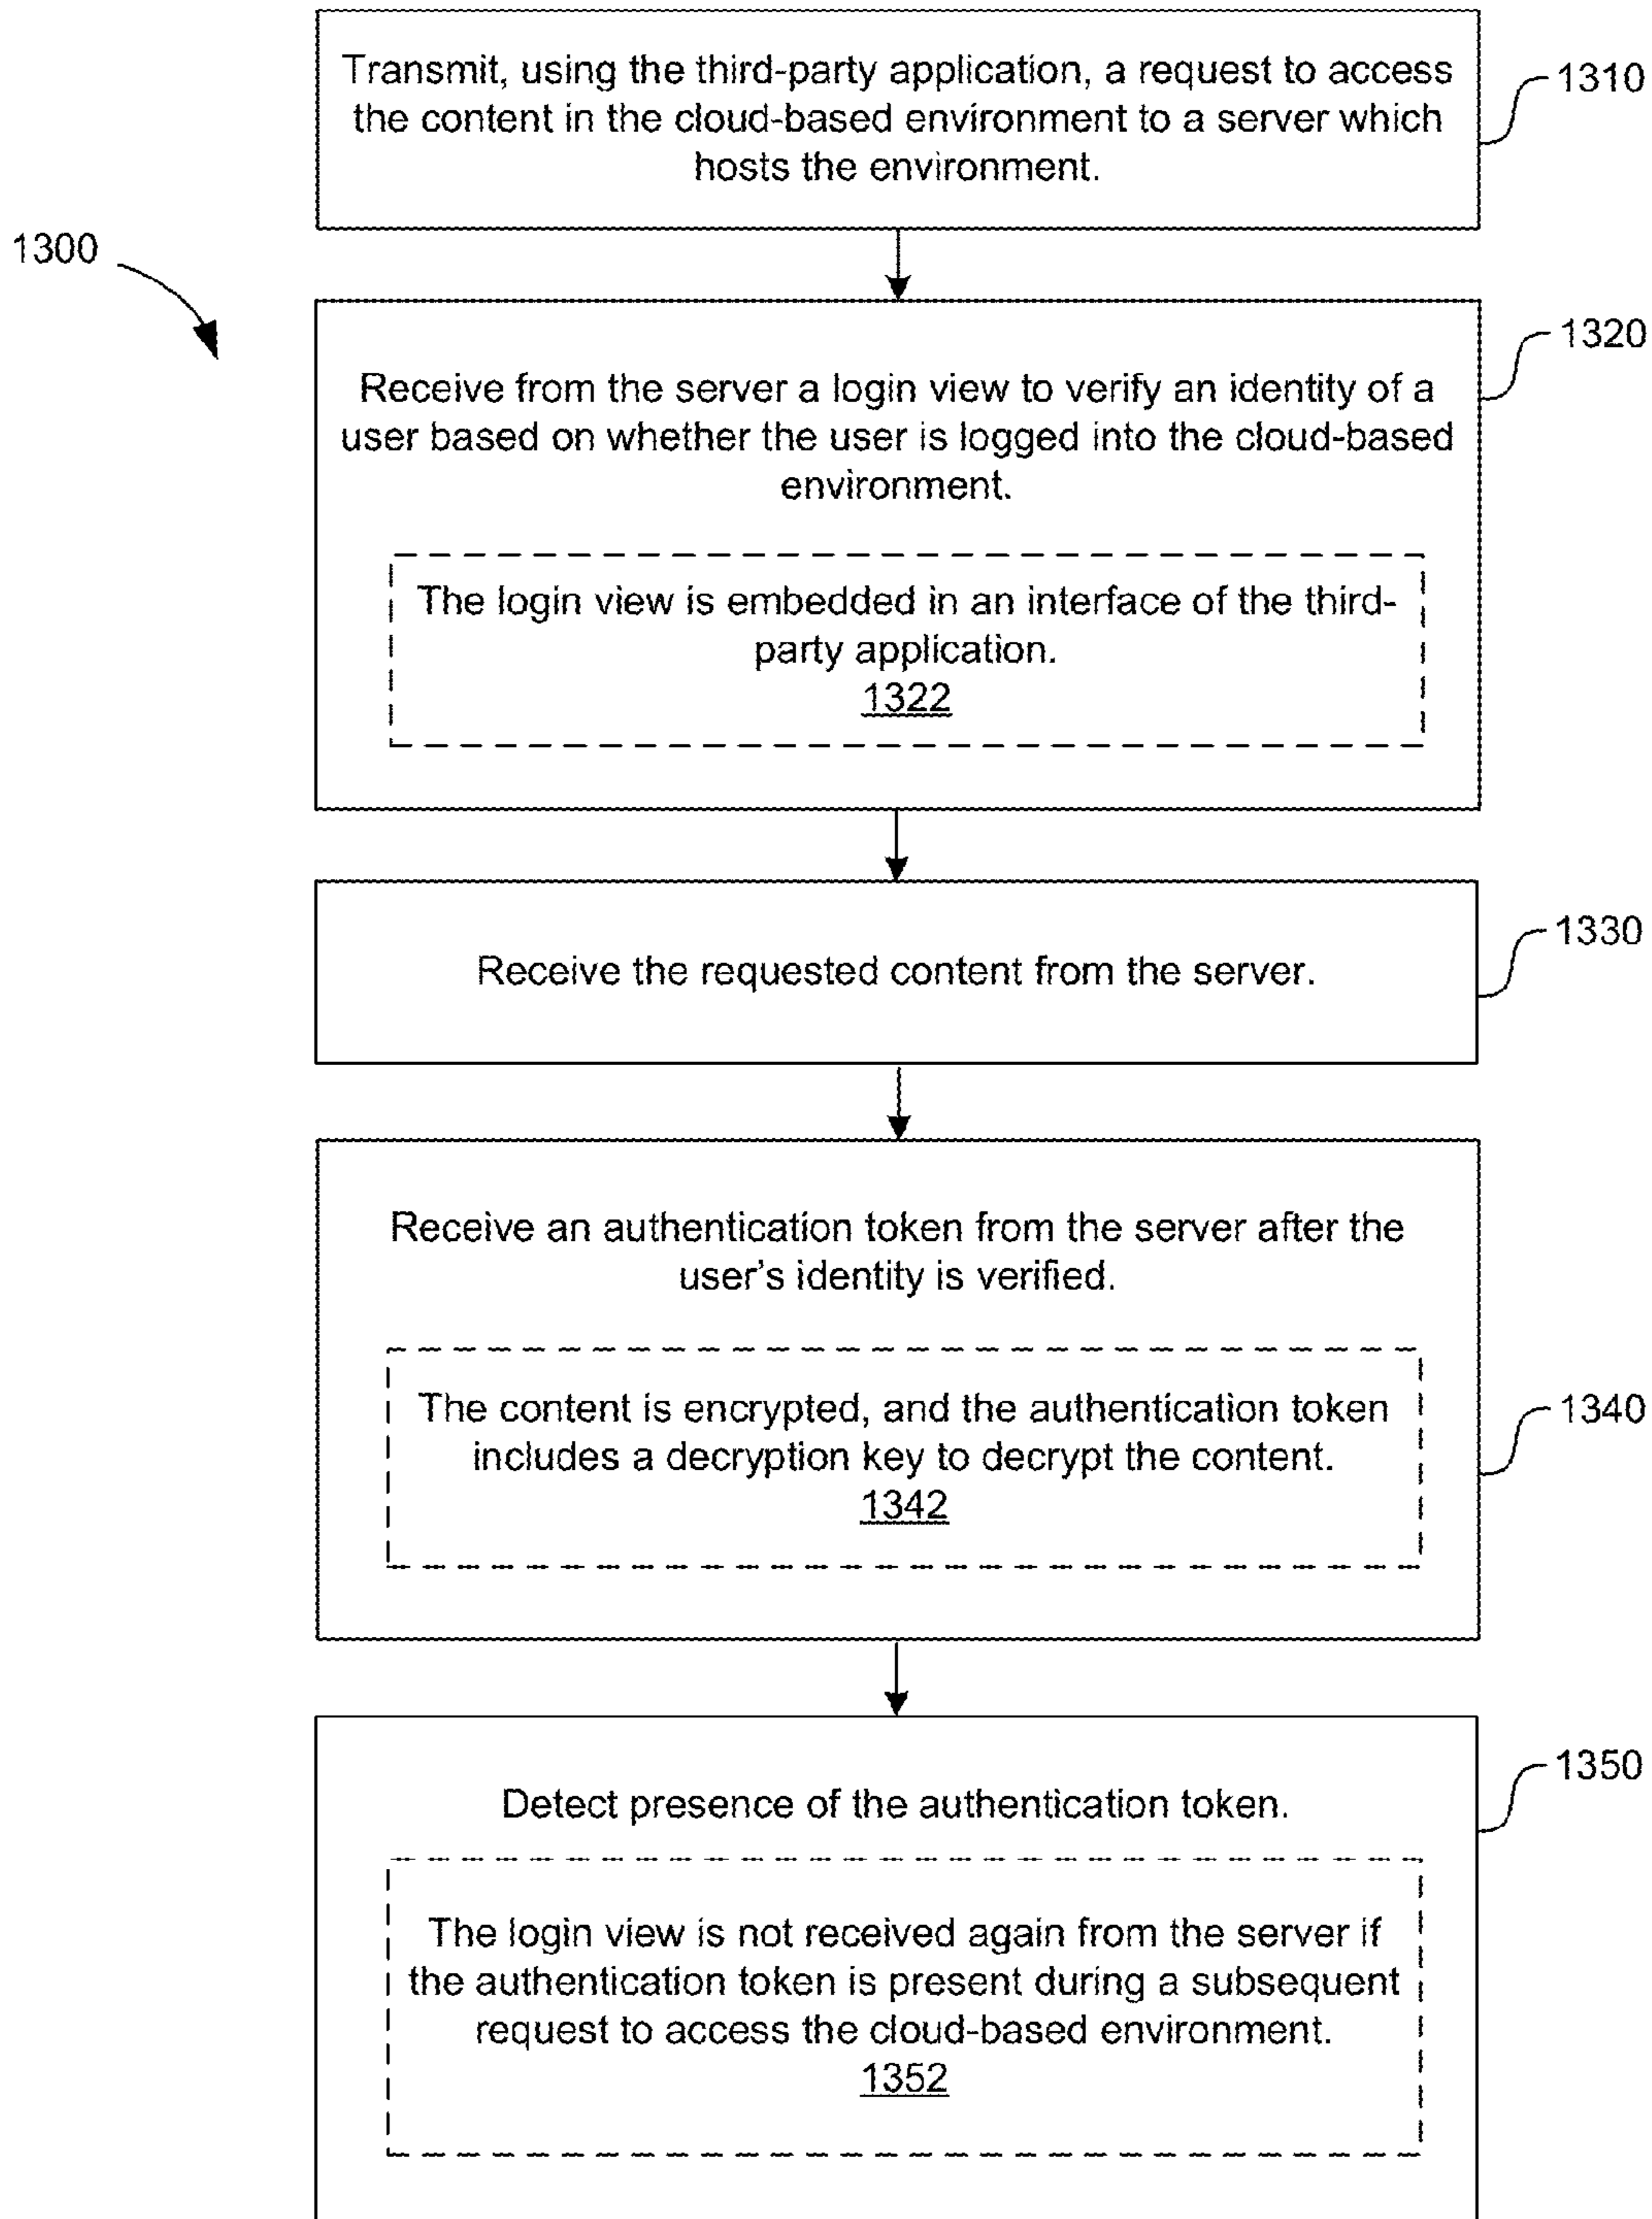 Transmit, using the third-party application, a request to access
the content in the cloud-based environment to a server which
hosts the environment.
1310
1300
Receive from the server a login view to verify an identity of a
user based on whether the user is logged into the cloud-based
environment.
1320
The login view is embedded in an interface of the third-
party application.
1322
Receive the requested content from the server.
1330
Receive an authentication token from the server after the
user's identity is verified.
The content is encrypted, and the authentication token
includes a decryption key to decrypt the content.
1342
1340
Detect presence of the authentication token.
1350
The login view is not received again from the server if
the authentication token is present during a subsequent
request to access the cloud-based environment.
1352